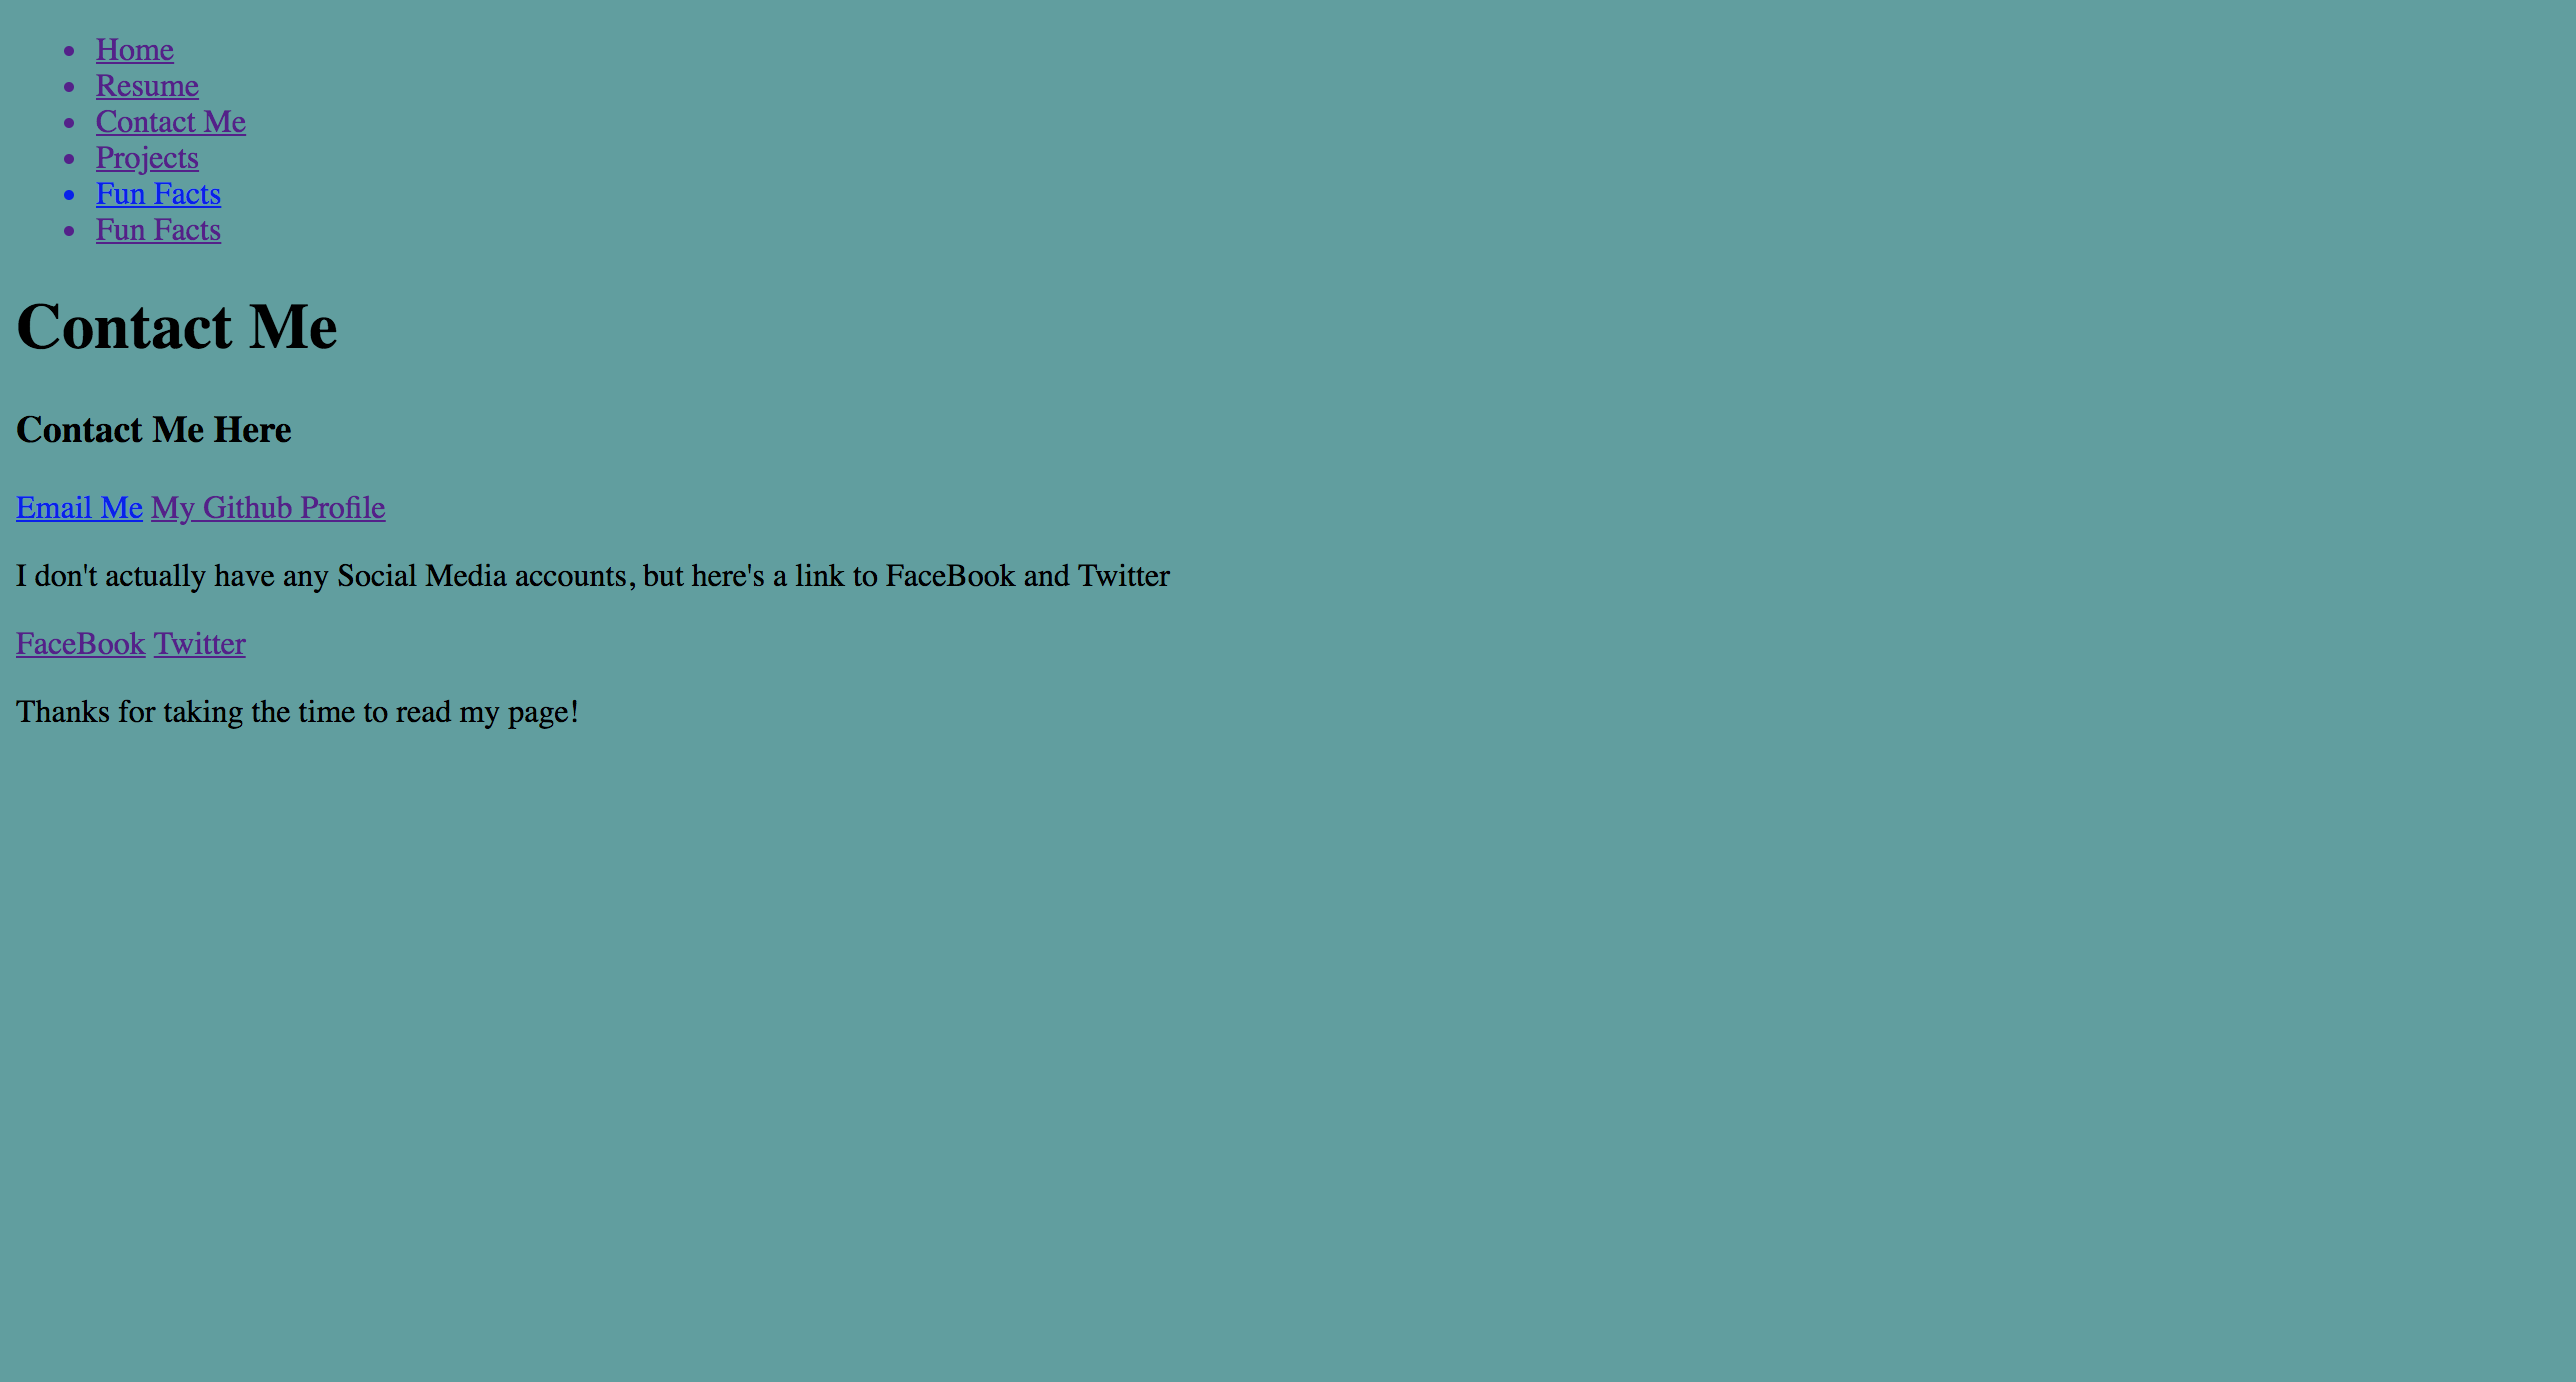 Home
Resume
Contact Me
Projects
Fun Facts
Fun Facts
Contact Me
Contact Me Here
Email Me My Github Profile
I don't actually have any Social Media accounts, but here's a link to FaceBook and Twitter
FaceBook Twitter
Thanks for taking the time to read my page!